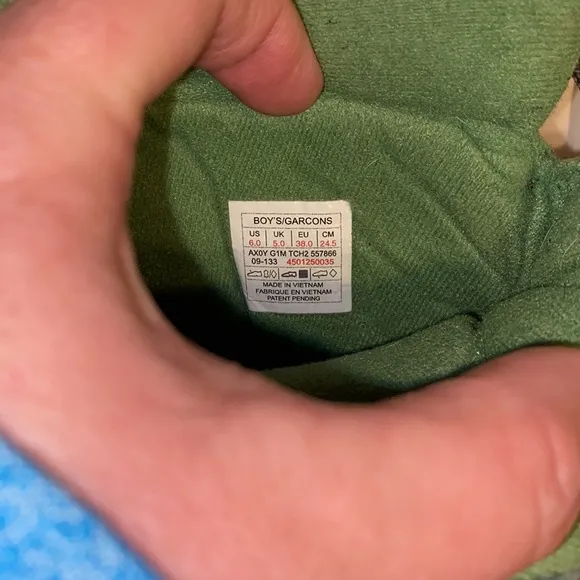 BOY'S/GARCONS
US UK EU CM
6.0 5.0 38.0 24.5
AX0Y G1M TCH2 557866
09-133 4501250035
MADE IN VIETNAM
FABRIQUE EN VIETNAM
PATENT PENDING